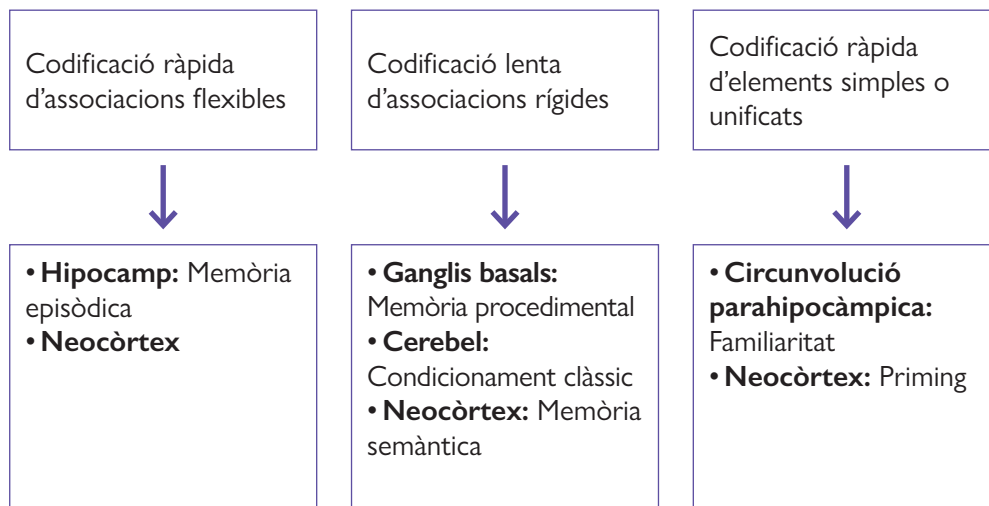 Codificació ràpida
d'associacions flexibles
Codificació lenta
d'associacions rígides
Codificació ràpida
d'elements simples o
unificats
• Hipocamp: Memòria
episòdica
• Neocòrtex
• Ganglis basals:
Memòria procedimental
• Cerebel:
Condicionament clàssic
• Neocòrtex: Memòria
semàntica
• Circunvolució
parahipocàmpica:
Familiaritat
• Neocòrtex: Priming